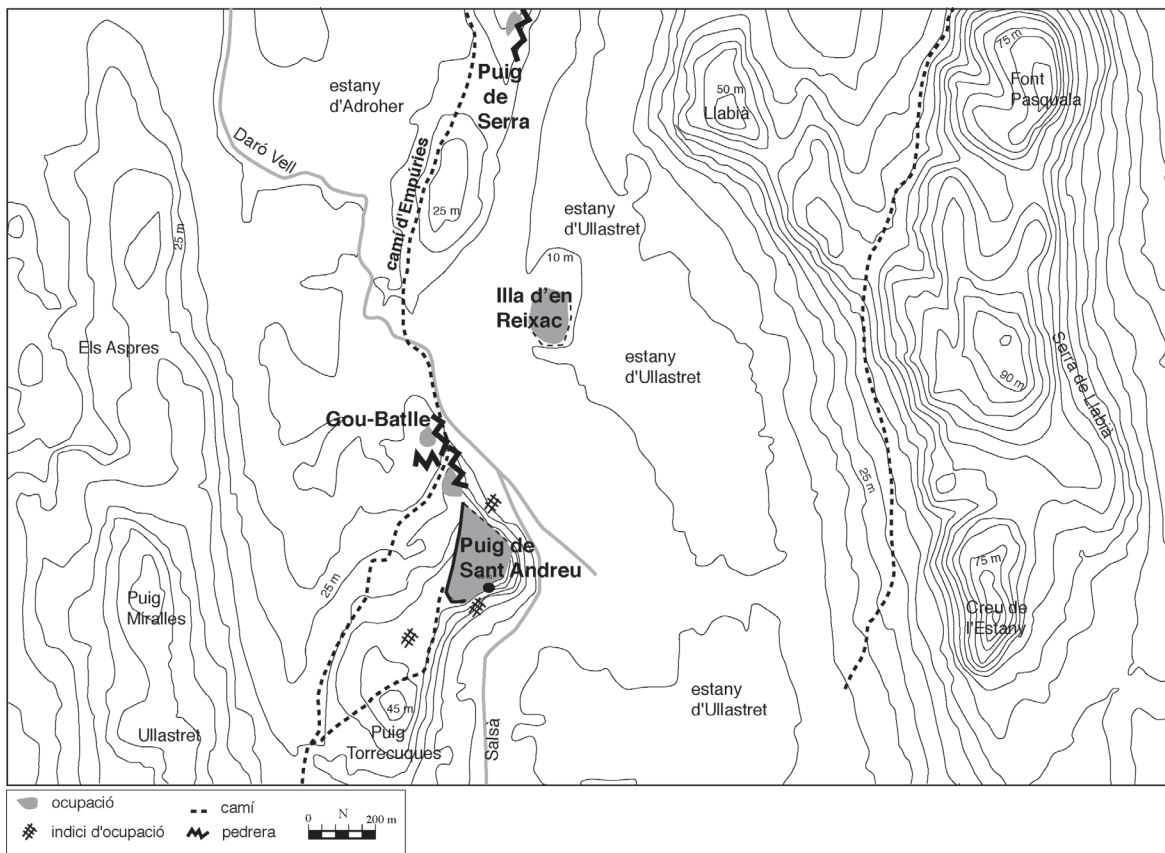 75 m
Puig
de
Serra
estany
d'Adroher
50 m
Llabià
Font
Pasquala
Daró Vell
camí d'Empúries
25 m
25 m
estany
d'Ullastret
10 m
Illa d'en
Reixac
Els Aspres
estany
d'Ullastret
Serra de Llabià
90 m
Gou-Batlle
25 m
Puig de
Sant Andreu
75 m
25 m
Puig
Miralles
Creu de
l'Estany
estany
d'Ullastret
45 m
Puig
Torrecuques
Ullastret
Salsà
ocupació
camí
N
indici d'ocupació
pedrera
0
200 m